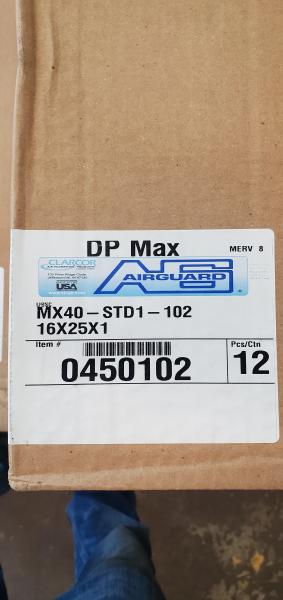 DP Max
MERV 8
CLARCOR
USA
AIRGUARD
MX40-STD1-102
16X25X1
Item #
0450102
Pcs/Ctn
12